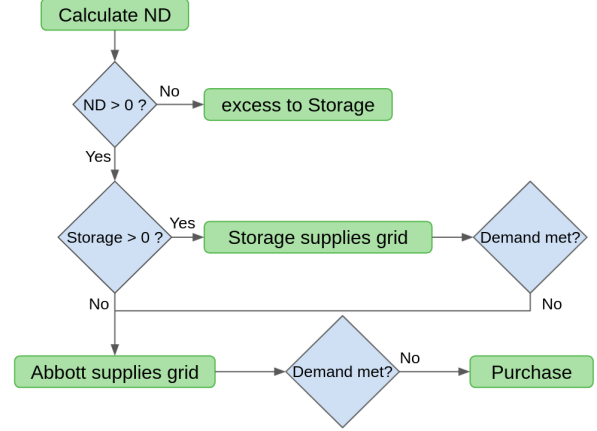 Calculate ND
ND > 0 ?
No
excess to Storage
Yes
Storage > 0 ?
Yes
Storage supplies grid
Demand met?
No
No
Abbott supplies grid
Demand met?
No
Purchase